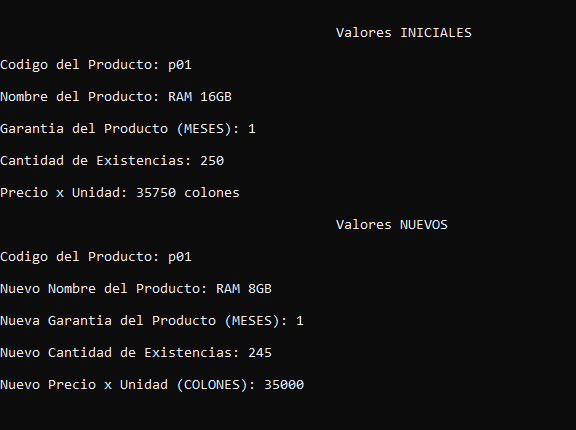 Valores INICIALES
Codigo del Producto: p01
Nombre del Producto: RAM 16GB
Garantia del Producto (MESES): 1
Cantidad de Existencias: 250
Precio x Unidad: 35750 colones
Valores NUEVOS
Codigo del Producto: p01
Nuevo Nombre del Producto: RAM 8GB
Nueva Garantia del Producto (MESES): 1
Nuevo Cantidad de Existencias: 245
Nuevo Precio x Unidad (COLONES): 35000